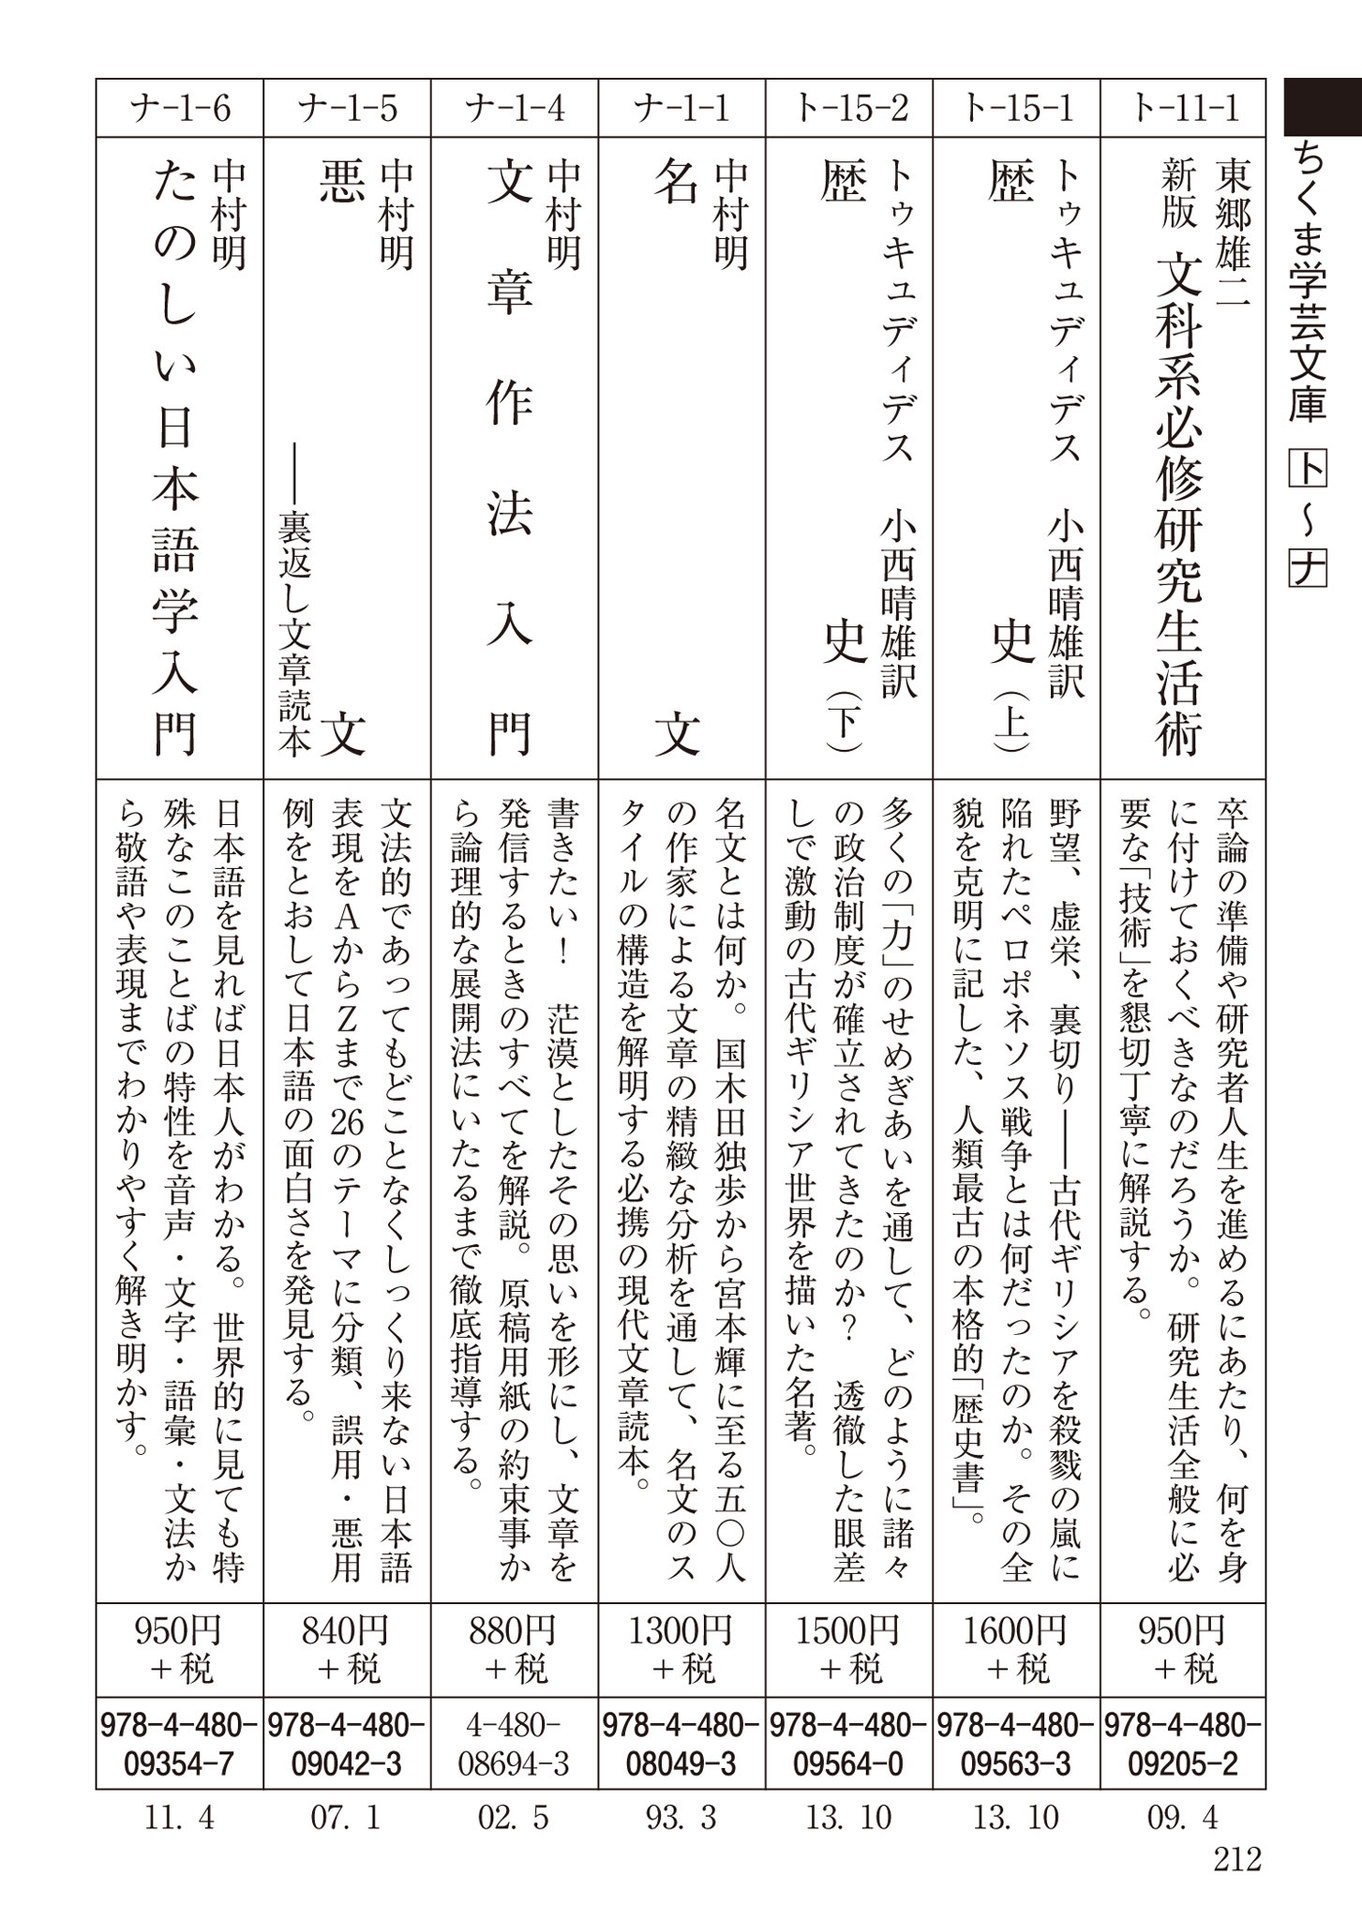 ちくま学芸文庫 ト〜ナ
ト-11-1
東郷雄二
新版 文科系必修研究生活術
卒論の準備や研究者人生を進めるにあたり、何を身
に付けておくべきなのだろうか。研究生活全般に必
要な「技術」を懇切丁寧に解説する。
950円
+税
978-4-480-
09205-2
09. 4
ト-15-1
トゥキュディデス 小西晴雄訳
歴史(上)
野望、虚栄、裏切り――古代ギリシアを殺戮の嵐に
陥れたペロポネソス戦争とは何だったのか。その全
貌を克明に記した、人類最古の本格的「歴史書」。
1600円
+税
978-4-480-
09563-3
13. 10
ト-15-2
トゥキュディデス 小西晴雄訳
歴史(下)
多くの「力」のせめぎあいを通して、どのように諸々
の政治制度が確立されてきたのか? 透徹した眼差
しで激動の古代ギリシア世界を描いた名著。
1500円
+税
978-4-480-
09564-0
13. 10
ナ-1-1
中村明
名文
名文とは何か。国木田独歩から宮本輝に至る五〇人
の作家による文章の精緻な分析を通して、名文のス
タイルの構造を解明する必携の現代文章読本。
1300円
+税
978-4-480-
08049-3
93. 3
ナ-1-4
中村明
文章作法入門
書きたい! 茫漠としたその思いを形にし、文章を
発信するときのすべてを解説。原稿用紙の約束事か
ら論理的な展開法にいたるまで徹底指導する。
880円
+税
4-480-
08694-3
02. 5
ナ-1-5
中村明
悪文
――裏返し文章読本
文法的であってもどことなくしっくり来ない日本語
表現をAからZまで26のテーマに分類、誤用・悪用
例をとおして日本語の面白さを発見する。
840円
+税
978-4-480-
09042-3
07. 1
ナ-1-6
中村明
たのしい日本語学入門
日本語を見れば日本人がわかる。世界的に見ても特
殊なこのことばの特性を音声・文字・語彙・文法か
ら敬語や表現までわかりやすく解き明かす。
950円
+税
978-4-480-
09354-7
11. 4
212